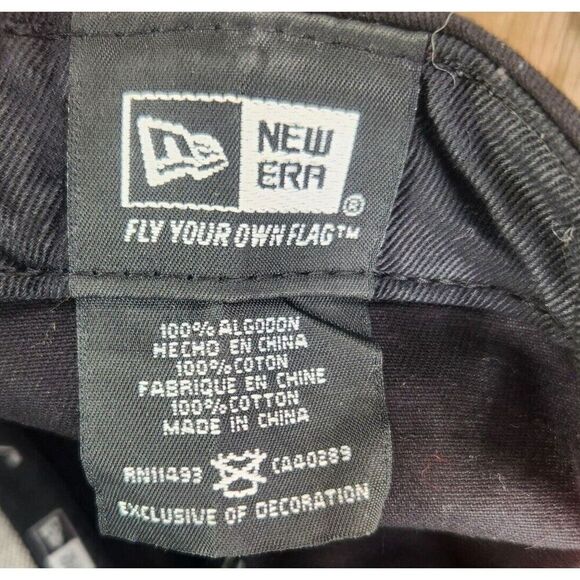 NEW
ERA
®
FLY YOUR OWN FLAG™
100% ALGODON
HECHO EN CHINA
100% COTON
FABRIQUE EN CHINE
100% COTTON
MADE IN CHINA
RN11493 CA40289
EXCLUSIVE OF DECORATION